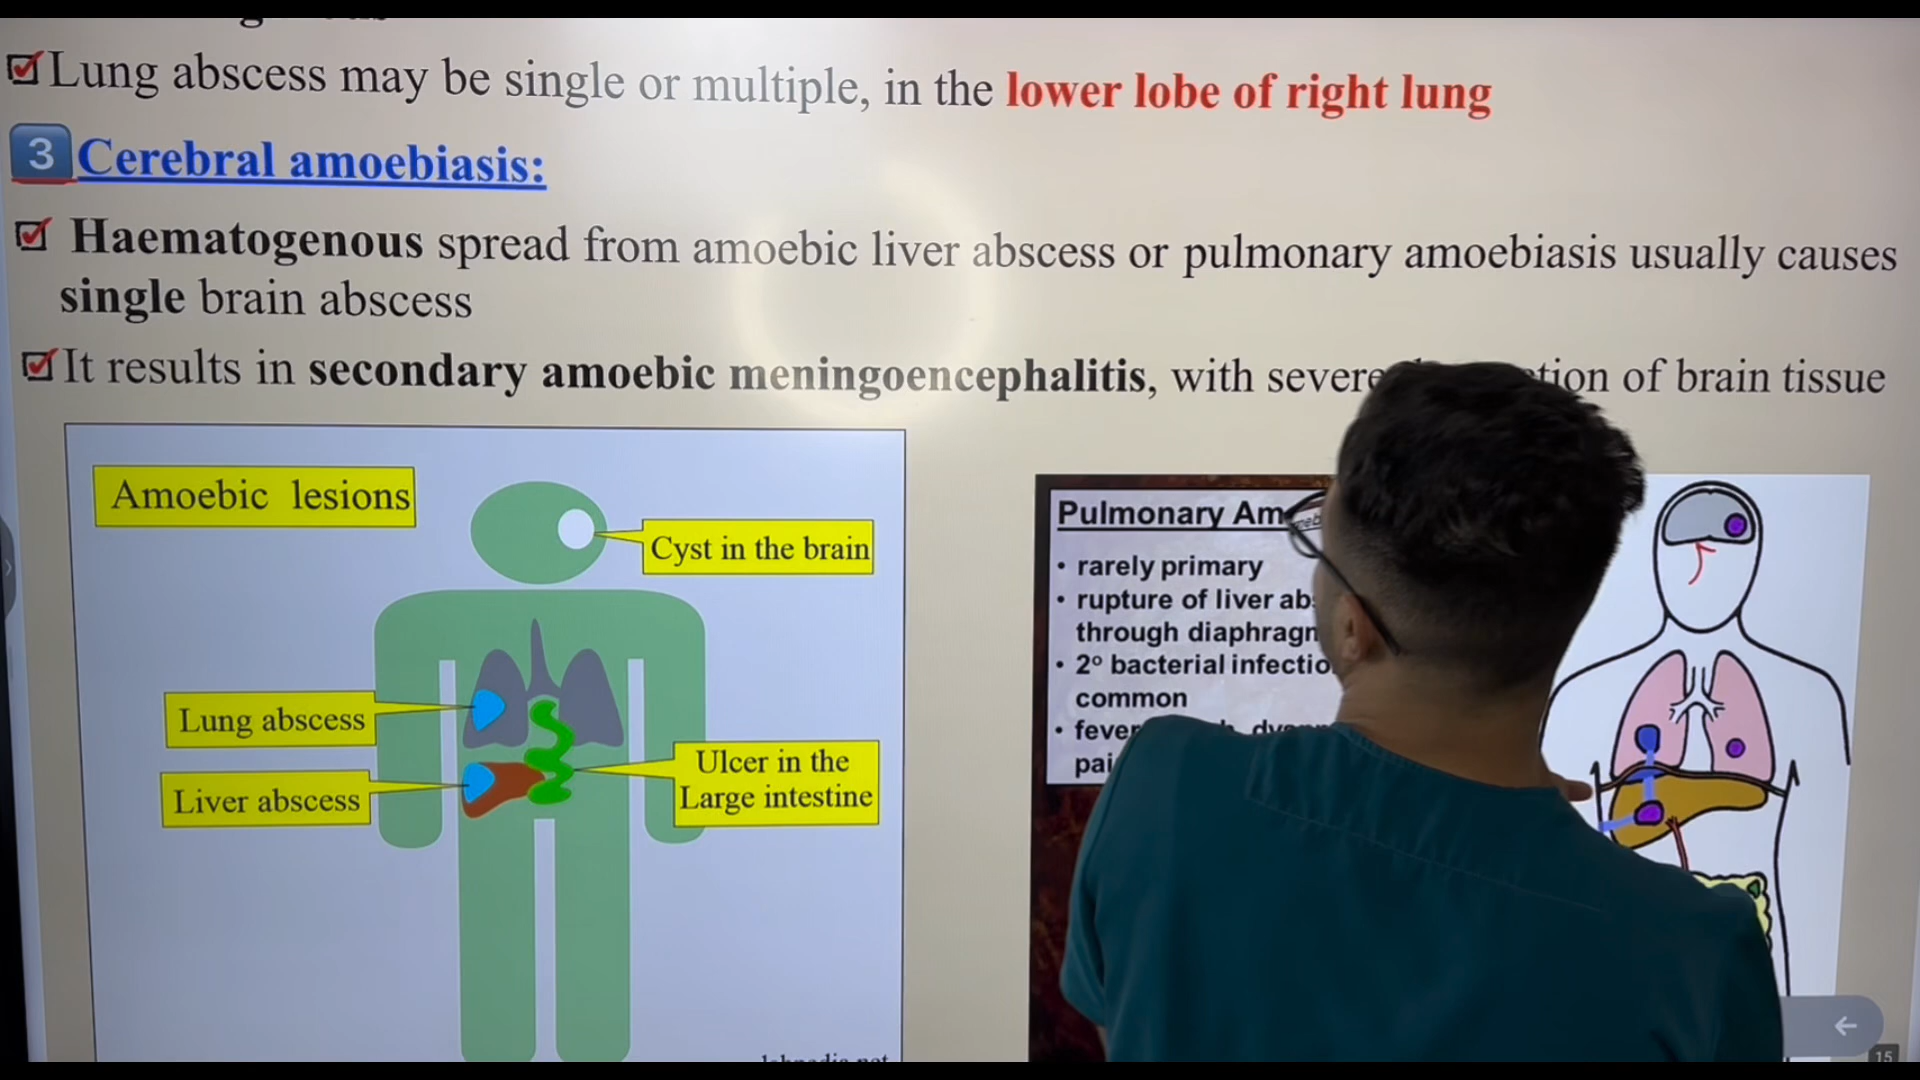 Lung abscess may be single or multiple, in the lower lobe of right lung
3 Cerebral amoebiasis:
Haematogenous spread from amoebic liver abscess or pulmonary amoebiasis usually causes
single brain abscess
It results in secondary amoebic meningoencephalitis, with severe tion of brain tissue
Amoebic lesions
Cyst in the brain
Lung abscess
Liver abscess
Ulcer in the
Large intestine
Pulmonary Am
• rarely primary
• rupture of liver ab
through diaphragm
• 2º bacterial infectio
common
• fever
pai
15